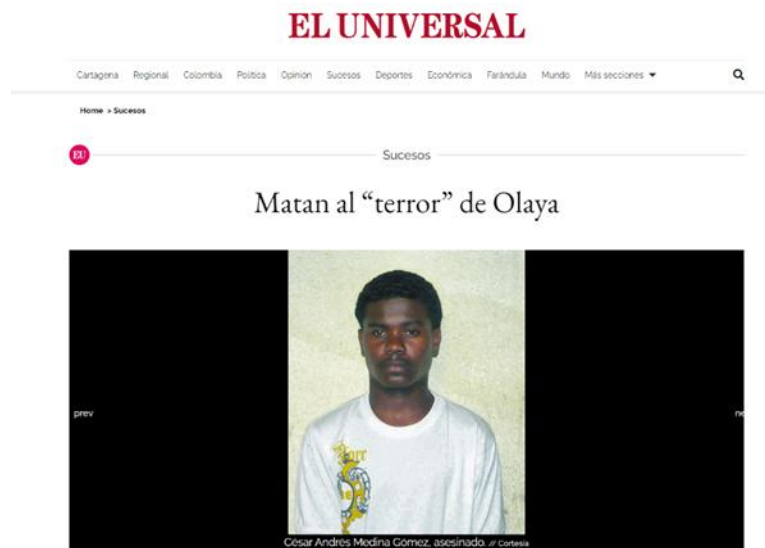 EL UNIVERSAL
Cartagena Regional Colombia Política Opinión Sucesos Deportes Económica Farándula Mundo Más secciones
Home > Sucesos
EU
Sucesos
Matan al “terror” de Olaya
prev
ne
César Andrés Medina Gómez, asesinado. // Cortesía